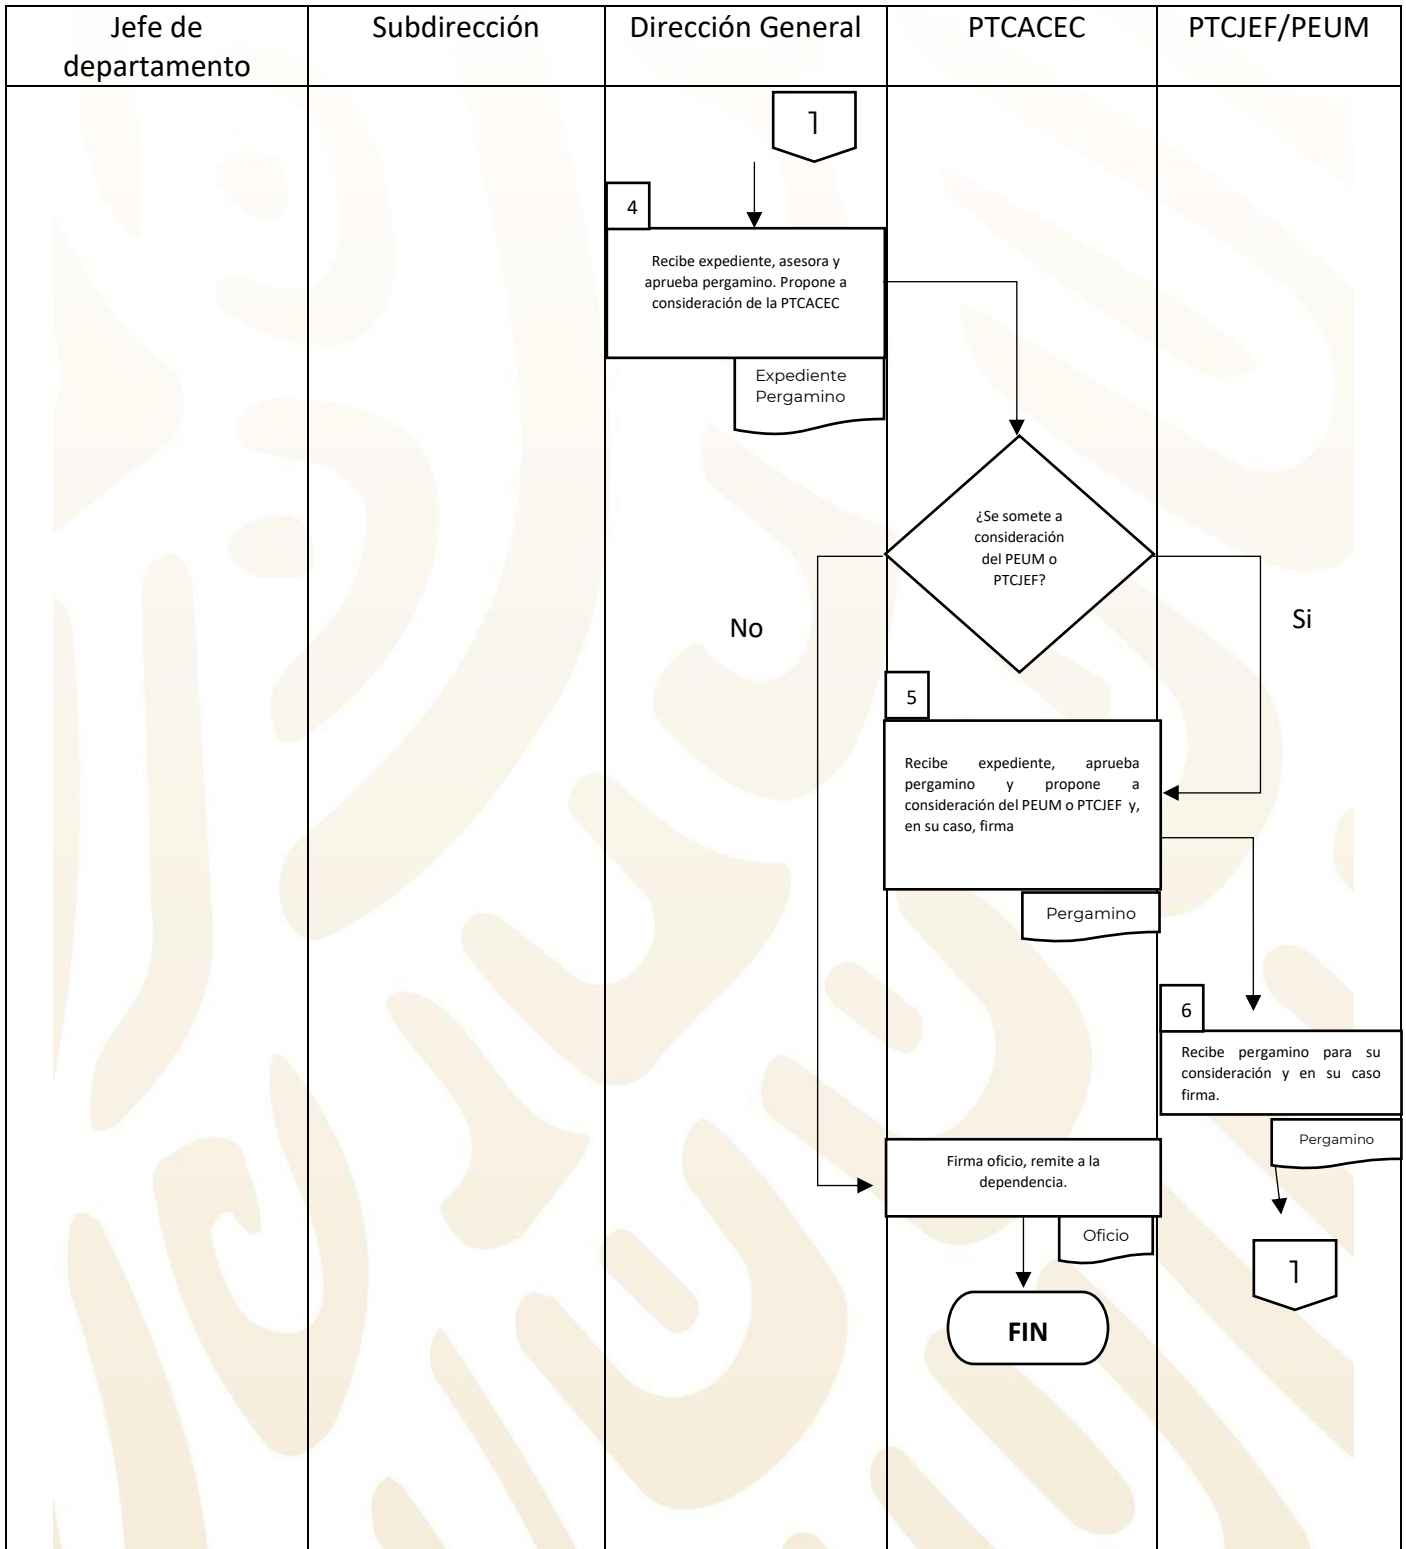 Jefe de
departamento
Subdirección
Dirección General
PTCACEC
PTCJEF/PEUM
1
4
Recibe expediente, asesora y
aprueba pergamino. Propone a
consideración de la PTCACEC
Expediente
Pergamino
¿Se somete a
consideración
del PEUM o
PTCJEF?
No
Si
5
Recibe expediente, aprueba
pergamino y propone a
consideración del PEUM o PTCJEF y,
en su caso, firma
Pergamino
6
Recibe pergamino para su
consideración y en su caso
firma.
Pergamino
Firma oficio, remite a la
dependencia.
Oficio
1
FIN